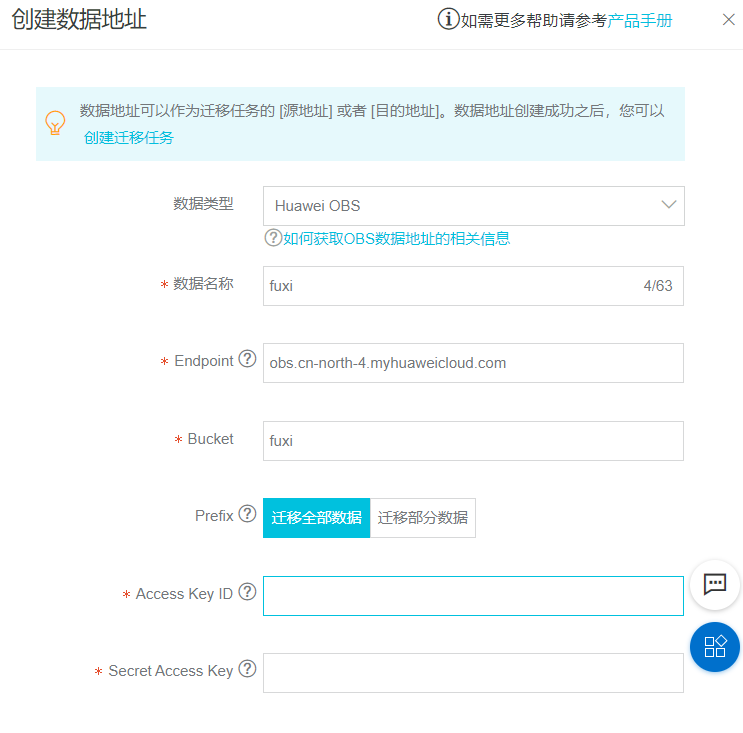 创建数据地址
如需更多帮助请参考产品手册
数据地址可以作为迁移任务的 [源地址] 或者 [目的地址]。数据地址创建成功之后，您可以
创建迁移任务
数据类型 Huawei OBS
如何获取OBS数据地址的相关信息
* 数据名称 fuxi 4/63
* Endpoint obs.cn-north-4.myhuaweicloud.com
* Bucket fuxi
Prefix 迁移全部数据 迁移部分数据
* Access Key ID
* Secret Access Key